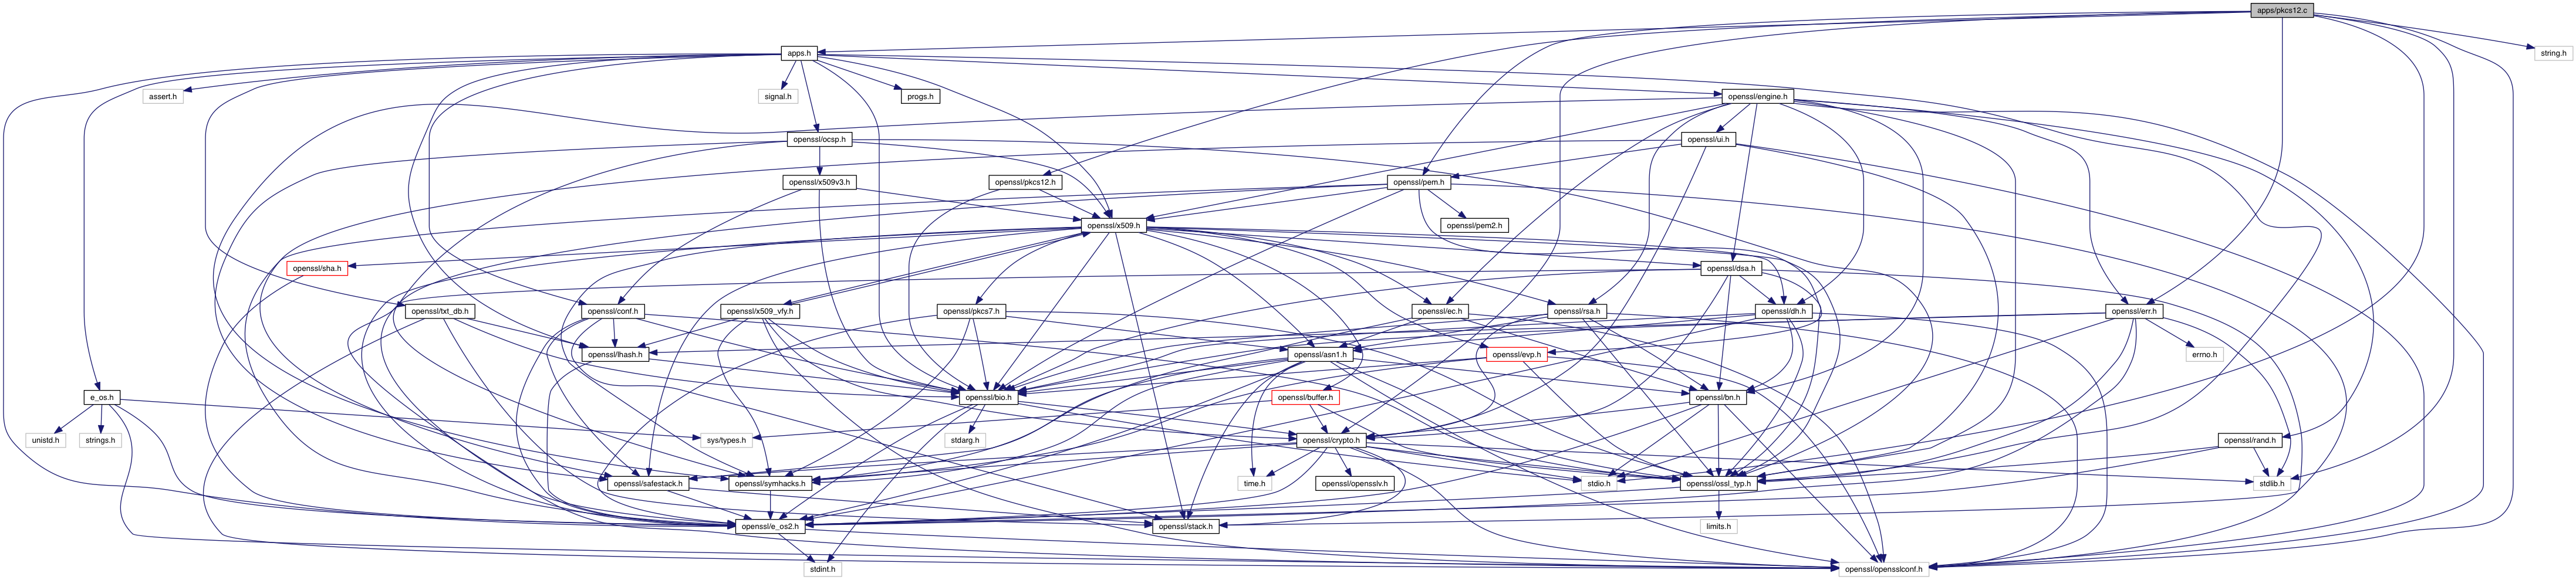 apps/pkcs12.c
apps.h
string.h
assert.h
signal.h
progs.h
openssl/engine.h
openssl/ocsp.h
openssl/ui.h
openssl/x509v3.h
openssl/pkcs12.h
openssl/pem.h
openssl/x509.h
openssl/pem2.h
openssl/sha.h
openssl/dsa.h
openssl/txt_db.h
openssl/conf.h
openssl/x509_vfy.h
openssl/pkcs7.h
openssl/ec.h
openssl/rsa.h
openssl/dh.h
openssl/err.h
openssl/lhash.h
openssl/asn1.h
openssl/evp.h
errno.h
e_os.h
openssl/bio.h
openssl/buffer.h
openssl/bn.h
unistd.h
strings.h
sys/types.h
stdarg.h
openssl/crypto.h
openssl/rand.h
openssl/safestack.h
openssl/symhacks.h
time.h
openssl/opensslv.h
stdio.h
openssl/ossl_typ.h
stdlib.h
openssl/e_os2.h
openssl/stack.h
limits.h
stdint.h
openssl/opensslconf.h